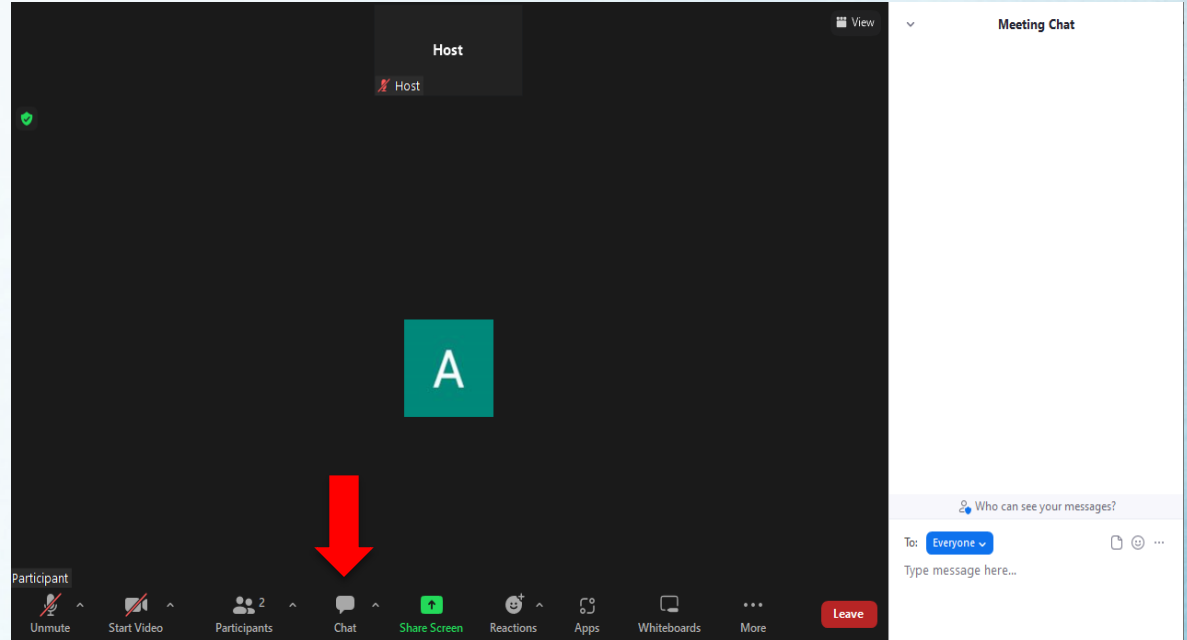 View
Meeting Chat
Host
Host
A
Who can see your messages?
To: Everyone
Type message here...
Participant
2
Unmute Start Video Participants Chat Share Screen Reactions Apps Whiteboards More Leave